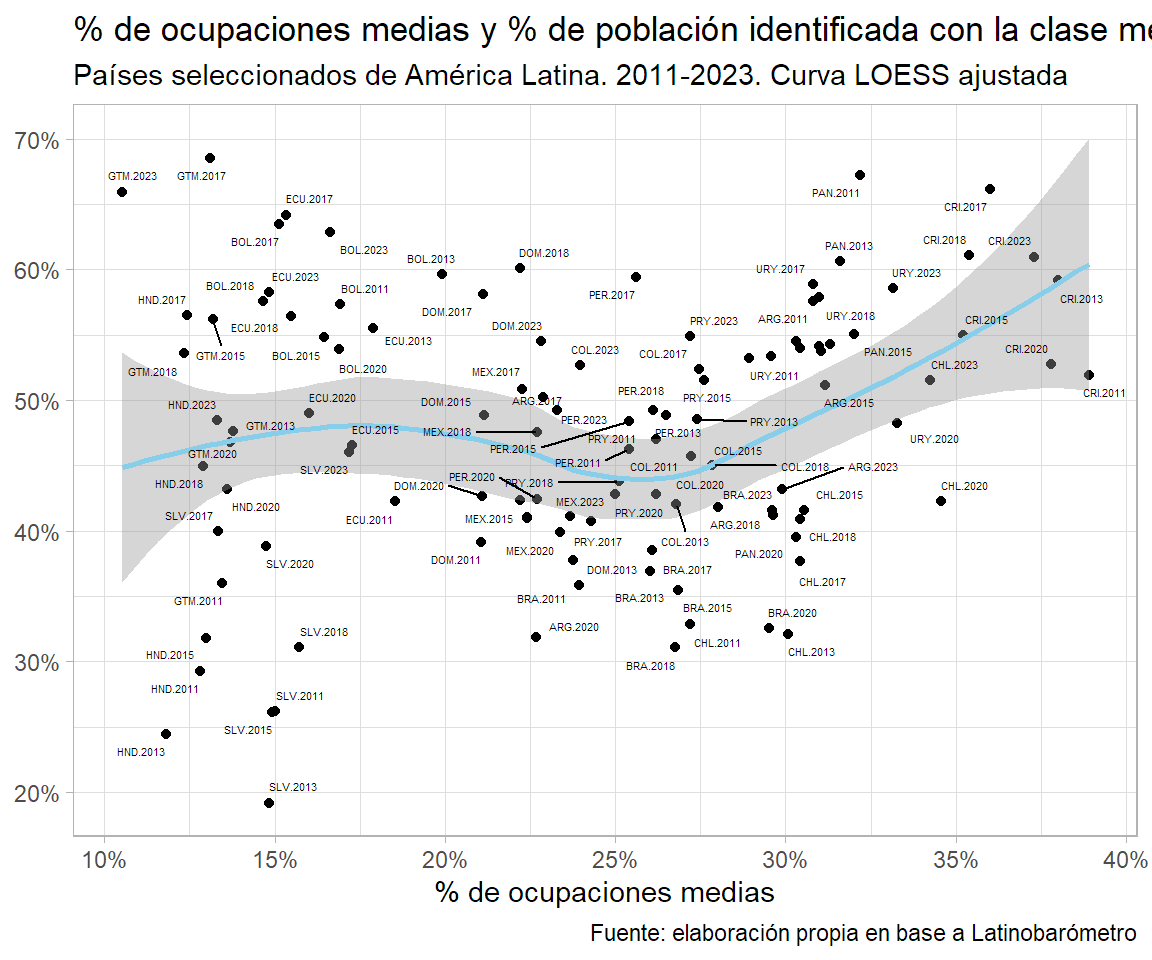 % de ocupaciones medias y % de población identificada con la clase me
Países seleccionados de América Latina. 2011-2023. Curva LOESS ajustada
70%
GTM.2023 GTM.2017 PAN.2011
ECU.2017 CRI.2017
BOL.2017 BOL.2023 BOL.2013 DOM.2018 PAN.2013 CRI.2018 CRI.2023
60%
ECU.2023 URY.2017 URY.2023
BOL.2018 BOL.2011 PER.2017
HND.2017 DOM.2017 CRI.2013
ECU.2018 DOM.2023 PRY.2023 ARG.2011 URY.2018 CRI.2015
ECU.2013
GTM.2015 BOL.2015 COL.2023 COL.2017 PAN.2015 CRI.2020
GTM.2018 BOL.2020 MEX.2017 URY.2011 CHL.2023
PER.2018 CRI.2011
50%
HND.2023 ECU.2020 DOM.2015 ARG.2017 PRY.2015 ARG.2015
GTM.2013 ECU.2015 MEX.2018 PER.2023 PER.2013 PRY.2013
GTM.2020 PER.2015 PRY.2011 URY.2020
SLV.2023 PER.2011 COL.2011 COL.2015 COL.2018 ARG.2023
HND.2018 DOM.2020 PER.2020 PRY.2018 COL.2020 CHL.2020
HND.2020 MEX.2023 BRA.2023 CHL.2015
SLV.2017 ECU.2011 MEX.2015 PRY.2020 ARG.2018
40%
CHL.2018
SLV.2020 DOM.2011 MEX.2020 PRY.2017 COL.2013 PAN.2020
DOM.2013 BRA.2017 CHL.2017
GTM.2011 BRA.2011 BRA.2013
BRA.2015 BRA.2020
SLV.2018 ARG.2020 CHL.2011
HND.2015 BRA.2018 CHL.2013
30%
HND.2011 SLV.2011
SLV.2015
HND.2013
SLV.2013
20%
10% 15% 20% 25% 30% 35% 40%
% de ocupaciones medias
Fuente: elaboración propia en base a Latinobarómetro